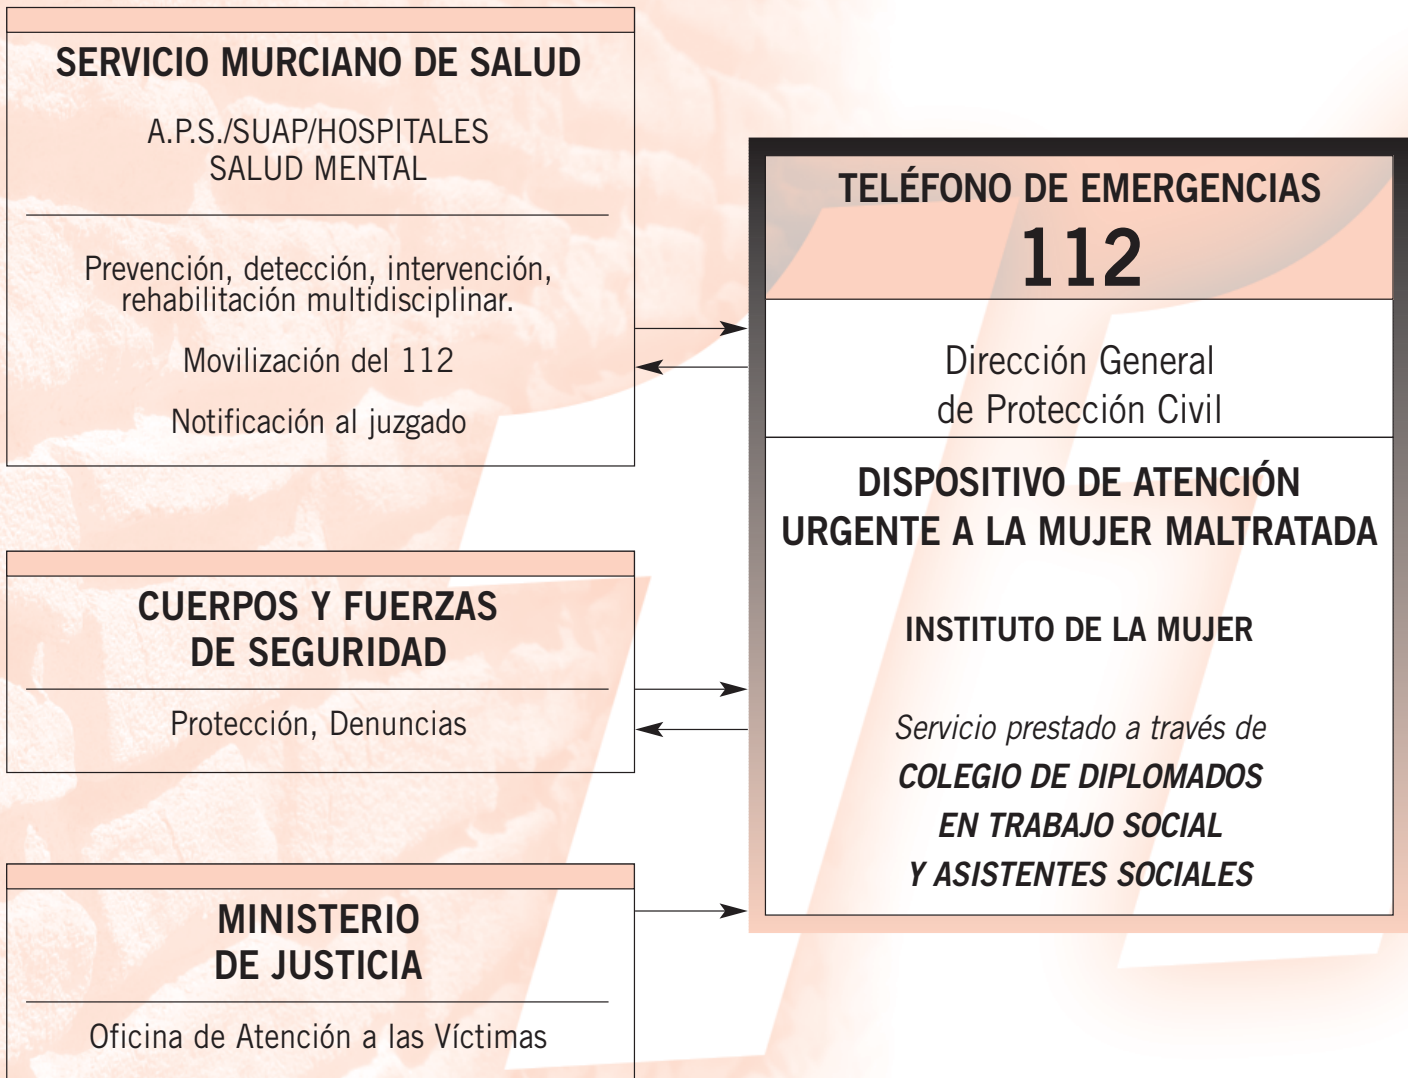 SERVICIO MURCIANO DE SALUD
A.P.S./SUAP/HOSPITALES
SALUD MENTAL
Prevención, detección, intervención,
rehabilitación multidisciplinar.
Movilización del 112
Notificación al juzgado
CUERPOS Y FUERZAS
DE SEGURIDAD
Protección, Denuncias
MINISTERIO
DE JUSTICIA
Oficina de Atención a las Víctimas
TELÉFONO DE EMERGENCIAS
112
Dirección General
de Protección Civil
DISPOSITIVO DE ATENCIÓN
URGENTE A LA MUJER MALTRATADA
INSTITUTO DE LA MUJER
Servicio prestado a través de
COLEGIO DE DIPLOMADOS
EN TRABAJO SOCIAL
Y ASISTENTES SOCIALES